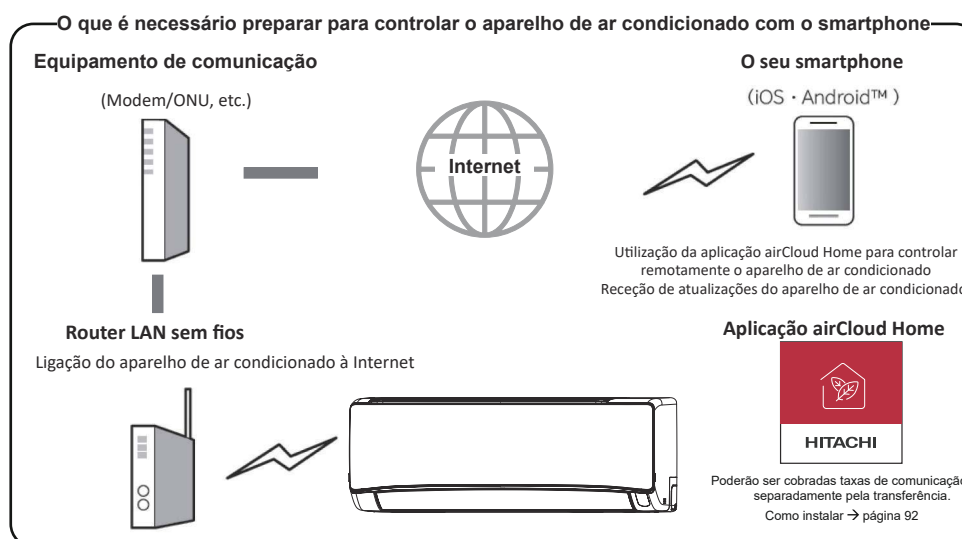 O que é necessário preparar para controlar o aparelho de ar condicionado com o smartphone
Equipamento de comunicação
(Modem/ONU, etc.)
Internet
O seu smartphone
(iOS・Android™ )
Utilização da aplicação airCloud Home para controlar
remotamente o aparelho de ar condicionado
Receção de atualizações do aparelho de ar condicionado
Router LAN sem fios
Ligação do aparelho de ar condicionado à Internet
Aplicação airCloud Home
HITACHI
Poderão ser cobradas taxas de comunicação
separadamente pela transferência.
Como instalar → página 92